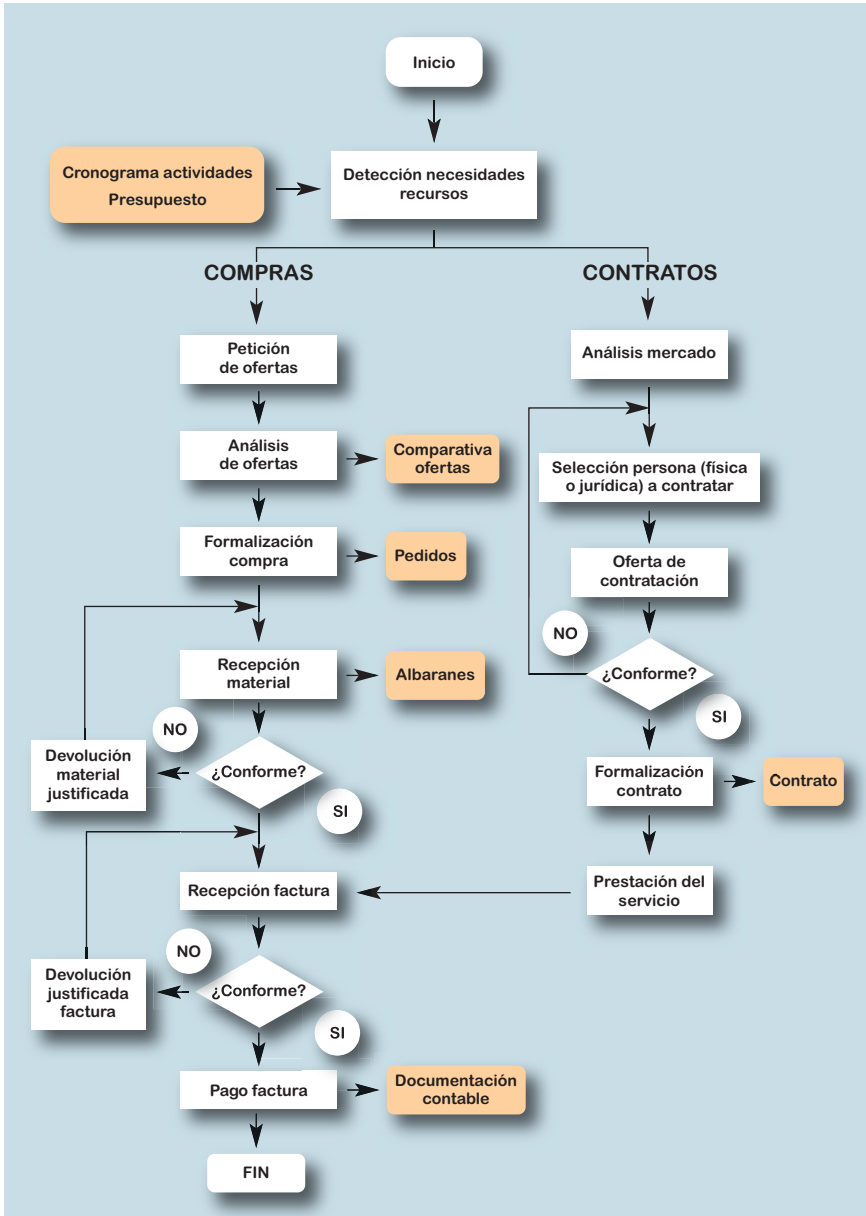 Inicio
Cronograma actividades
Presupuesto
Detección necesidades
recursos
COMPRAS
CONTRATOS
Petición
de ofertas
Análisis mercado
Análisis
de ofertas
Comparativa
ofertas
Selección persona (física
o jurídica) a contratar
Formalización
compra
Pedidos
Oferta de
contratación
NO
¿Conforme?
SI
Recepción
material
Albaranes
NO
Devolución
material
justificada
¿Conforme?
SI
Formalización
contrato
Contrato
Recepción factura
Prestación del
servicio
NO
Devolución
justificada
factura
¿Conforme?
SI
Pago factura
Documentación
contable
FIN